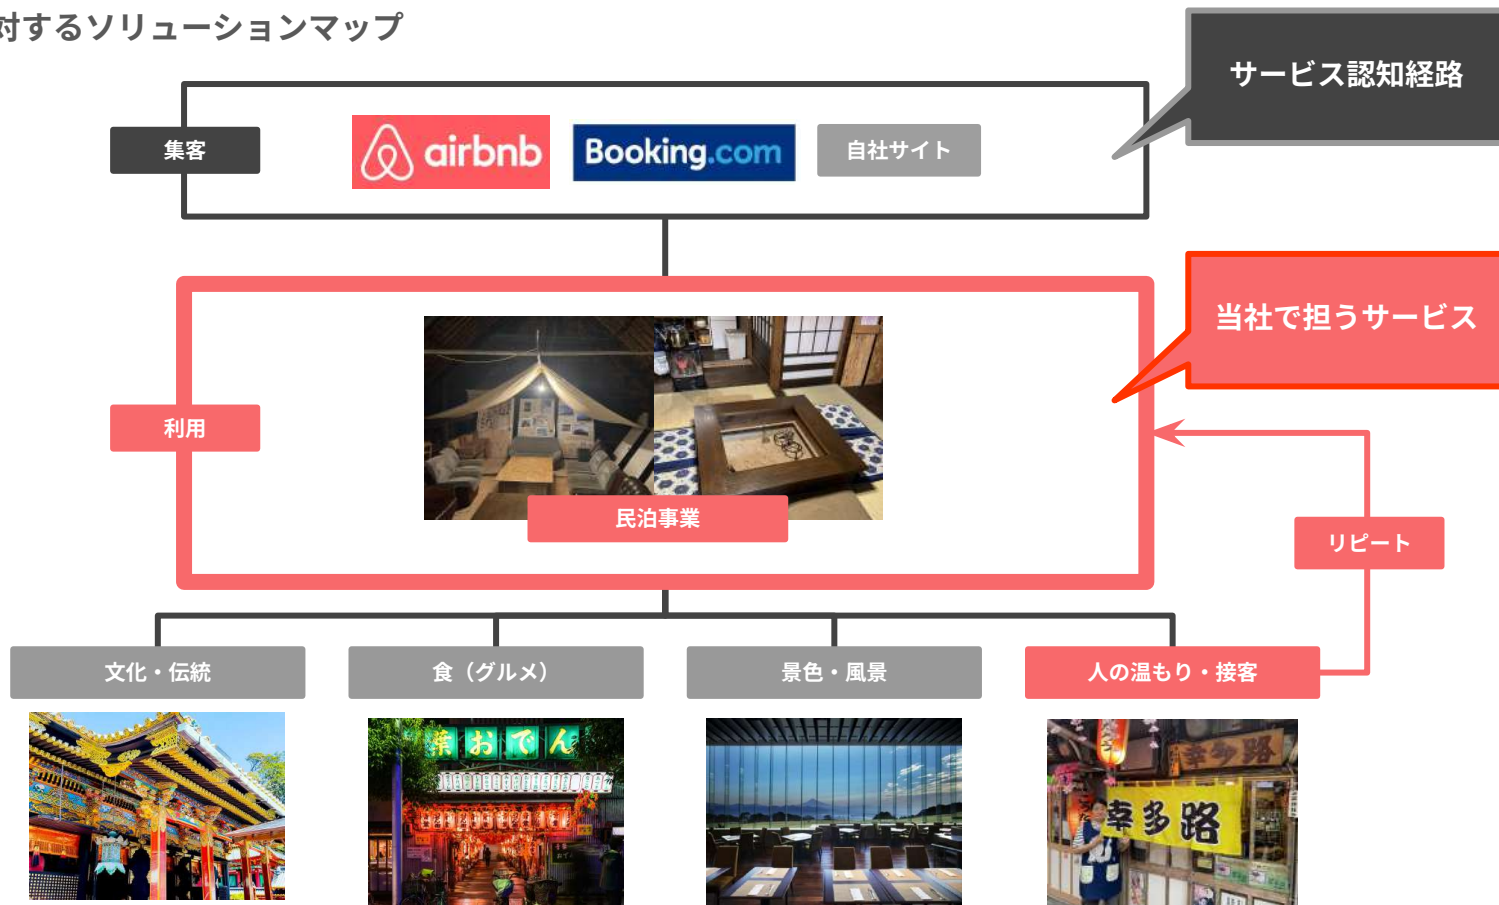 対するソリューションマップ
サービス認知経路
集客
airbnb
Booking.com
自社サイト
当社で担うサービス
利用
民泊事業
リピート
文化・伝統
食（グルメ）
景色・風景
人の温もり・接客
葉おでん
幸多路
幸多路